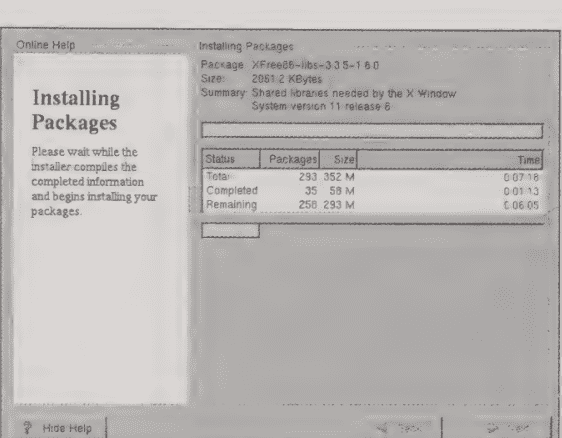 Online Help
Installing Packages
Installing
Packages
Please wait while the
installer compiles the
completed information
and begins installing your
packages.
Package XFree86-libs-3.3.5-1.6.0
Size: 2051.2 KBytes
Summary: Shared libraries needed by the X Window
System version 11 release 6
Status Packages Size Time
Total 293 352 M 0:07.18
Completed 35 58 M 0:01.13
Remaining 258 293 M 0:06.05
Hide Help